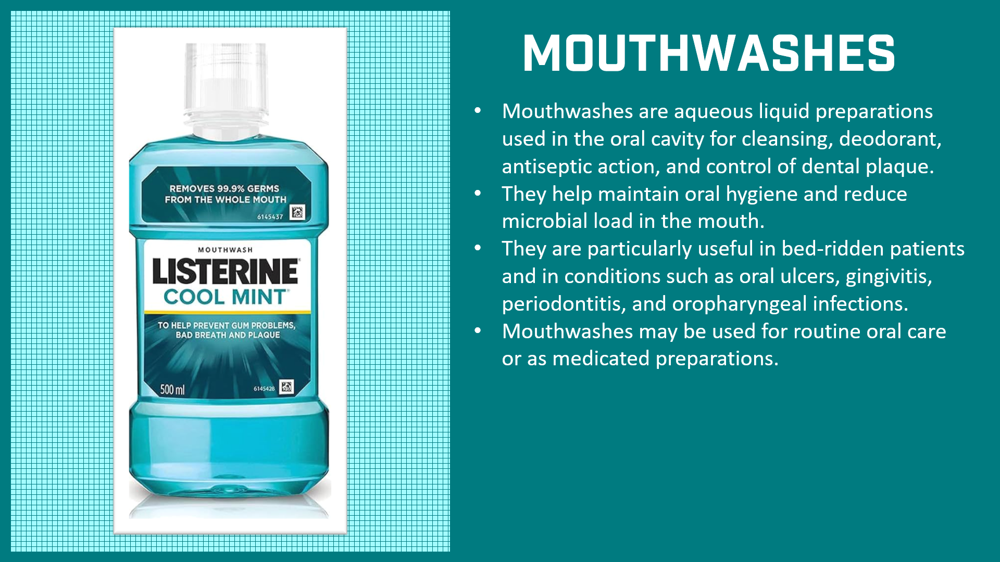 REMOVES 99.9% GERMS
FROM THE WHOLE MOUTH
6145437
MOUTHWASH
LISTERINE®
COOL MINT®
TO HELP PREVENT GUM PROBLEMS,
BAD BREATH AND PLAQUE
500 ml
6145428
MOUTHWASHES
• Mouthwashes are aqueous liquid preparations
used in the oral cavity for cleansing, deodorant,
antiseptic action, and control of dental plaque.
• They help maintain oral hygiene and reduce
microbial load in the mouth.
• They are particularly useful in bed-ridden patients
and in conditions such as oral ulcers, gingivitis,
periodontitis, and oropharyngeal infections.
• Mouthwashes may be used for routine oral care
or as medicated preparations.